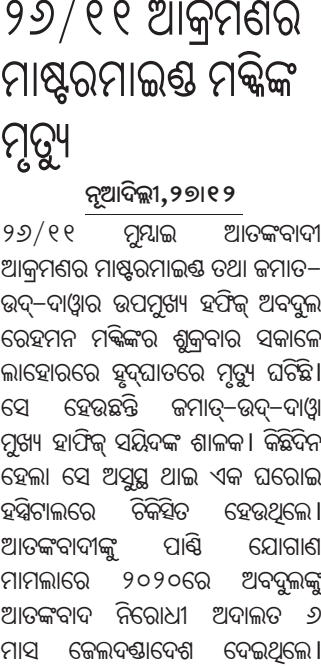 ୨୬/୧୧ ଆକ୍ରମଣର
ମାଷ୍ଟରମାଇଣ୍ଡ ମକ୍କିଙ୍କ
ମୃତ୍ୟୁ
ନୂଆଦିଲ୍ଲୀ,୨୭।୧୨
୨୬/୧୧ ମୁମ୍ବାଇ ଆତଙ୍କବାଦୀ
ଆକ୍ରମଣର ମାଷ୍ଟରମାଇଣ୍ଡ ତଥା ଜମାତ-
ଉଦ୍-ଦାୱାର ଉପମୁଖ୍ୟ ହଫିଜ୍ ଅବଦୁଲ
ରେହମନ ମକ୍କିଙ୍କର ଶୁକ୍ରବାର ସକାଳେ
ଲାହୋରରେ ହୃଦ୍‌ଘାତରେ ମୃତ୍ୟୁ ଘଟିଛି।
ସେ ହେଉଛନ୍ତି ଜମାତ୍-ଉଦ୍-ଦାୱା
ମୁଖ୍ୟ ହାଫିଜ୍ ସୟିଦଙ୍କ ଶାଳକ। କିଛିଦିନ
ହେଲା ସେ ଅସୁସ୍ଥ ଥାଇ ଏକ ଘରୋଇ
ହସ୍ପିଟାଲରେ ଚିକିତ୍ସିତ ହେଉଥିଲେ।
ଆତଙ୍କବାଦୀଙ୍କୁ ପାଣ୍ଠି ଯୋଗାଣ
ମାମଲାରେ ୨୦୨୦ରେ ଅବଦୁଲଙ୍କୁ
ଆତଙ୍କବାଦ ନିରୋଧୀ ଅଦାଲତ ୬
ମାସ ଜେଲଦଣ୍ଡାଦେଶ ଦେଇଥିଲେ।